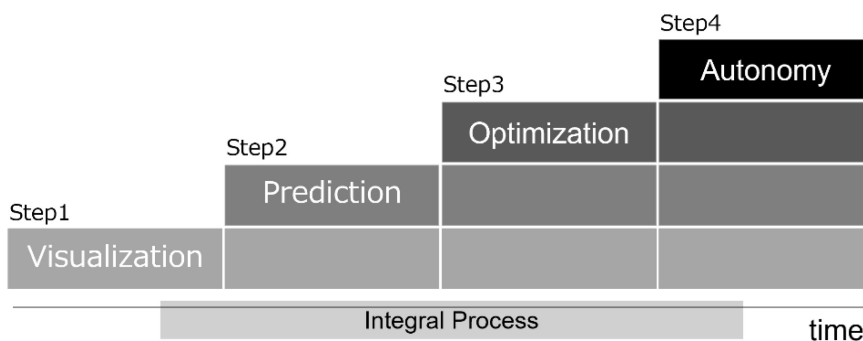 Step4
Autonomy
Step3
Optimization
Step2
Prediction
Step1
Visualization
Integral Process
time